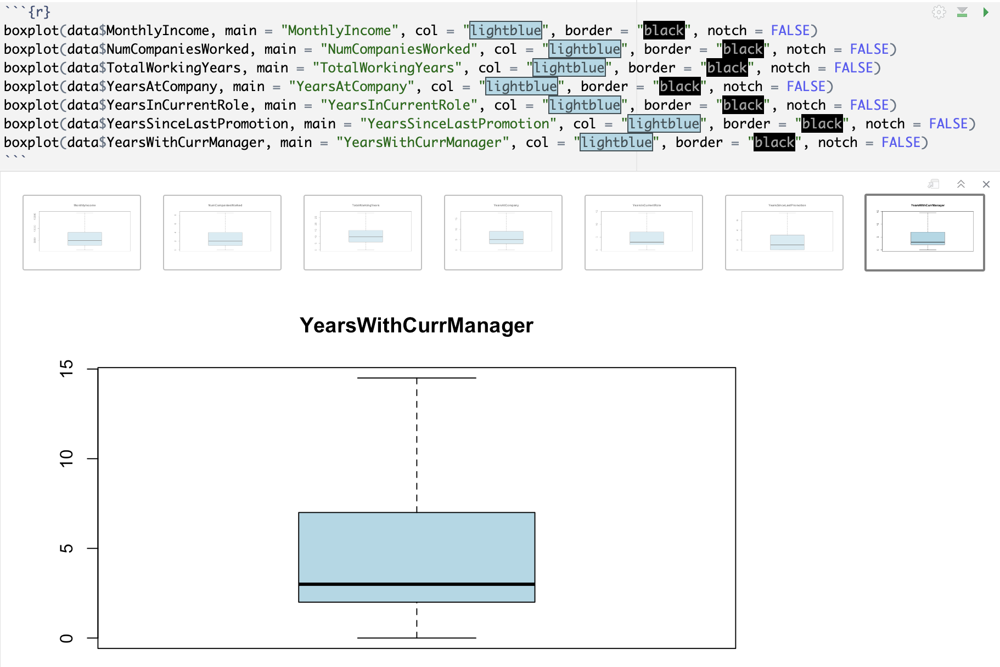 ```{r}
boxplot(data$MonthlyIncome, main = "MonthlyIncome", col = "lightblue", border = "black", notch = FALSE)
boxplot(data$NumCompaniesWorked, main = "NumCompaniesWorked", col = "lightblue", border = "black", notch = FALSE)
boxplot(data$TotalWorkingYears, main = "TotalWorkingYears", col = "lightblue", border = "black", notch = FALSE)
boxplot(data$YearsAtCompany, main = "YearsAtCompany", col = "lightblue", border = "black", notch = FALSE)
boxplot(data$YearsInCurrentRole, main = "YearsInCurrentRole", col = "lightblue", border = "black", notch = FALSE)
boxplot(data$YearsSinceLastPromotion, main = "YearsSinceLastPromotion", col = "lightblue", border = "black", notch = FALSE)
boxplot(data$YearsWithCurrManager, main = "YearsWithCurrManager", col = "lightblue", border = "black", notch = FALSE)
```
MonthlyIncome
NumCompaniesWorked
TotalWorkingYears
YearsAtCompany
YearsInCurrentRole
YearsSinceLastPromotion
YearsWithCurrManager
YearsWithCurrManager
15
10
5
0